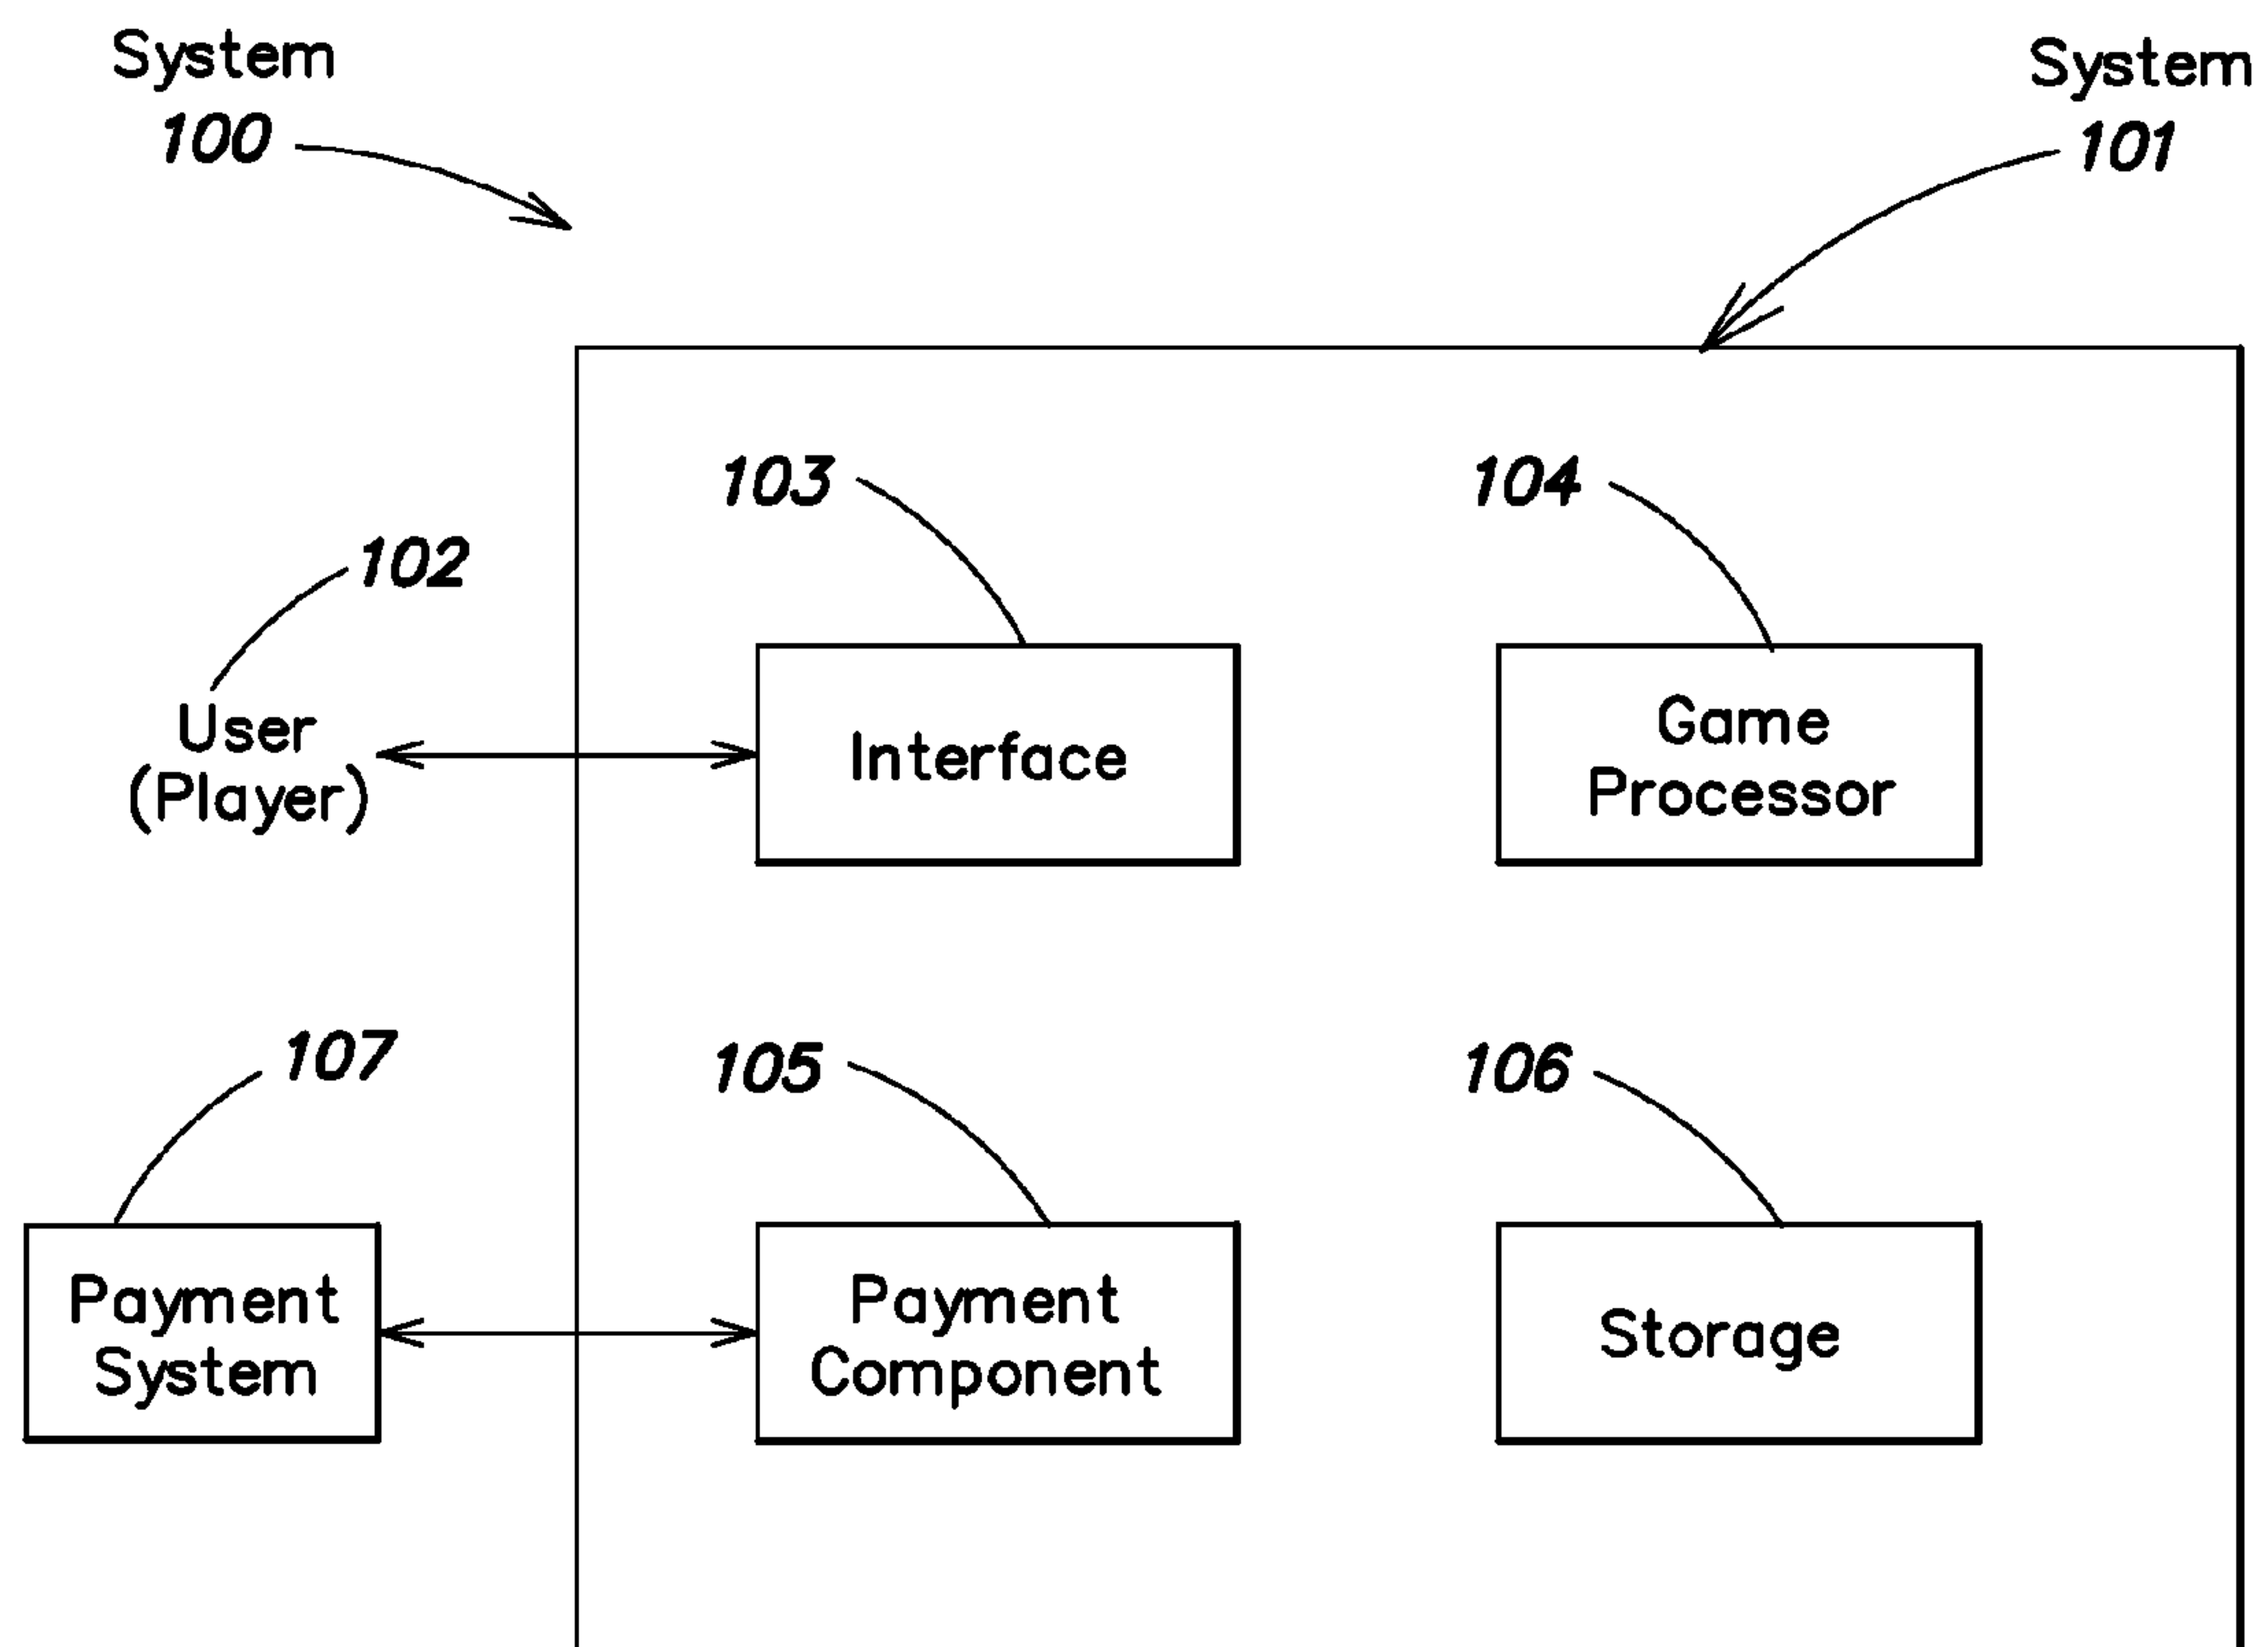 System
100
System
101
103
104
102
User
(Player)
Interface
Game
Processor
107
105
106
Payment
System
Payment
Component
Storage